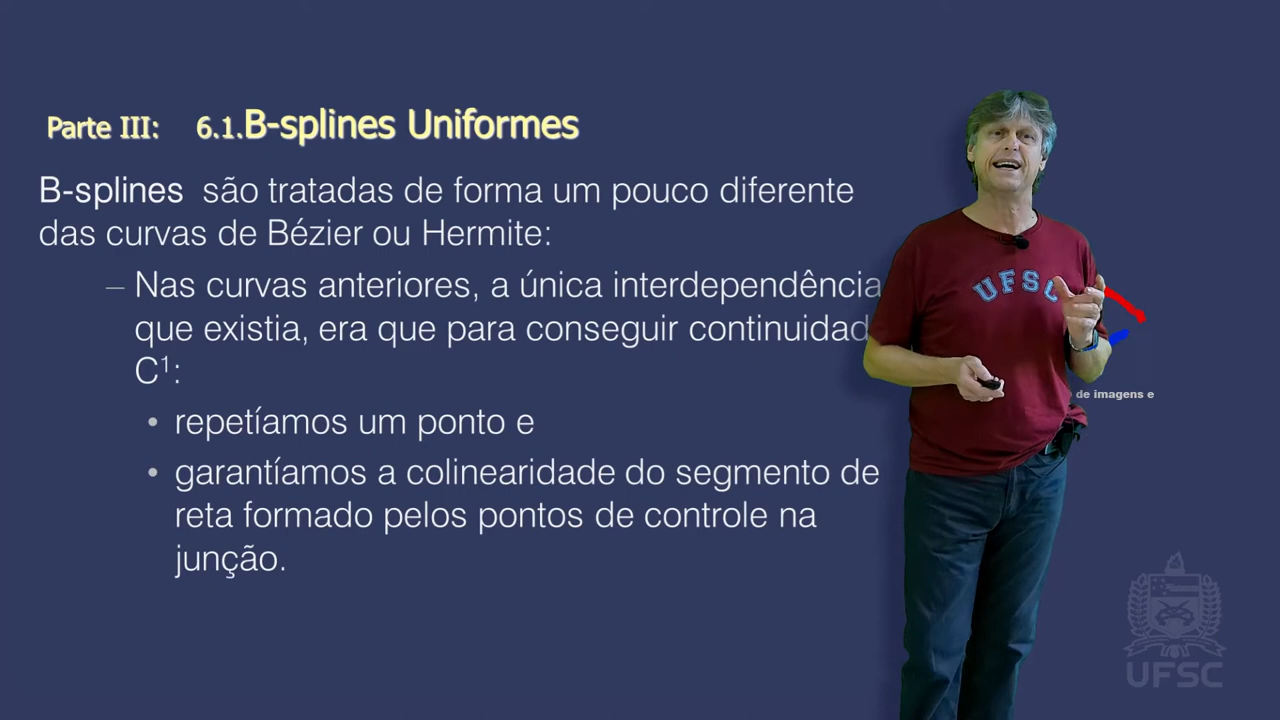 Parte III: 6.1.B-splines Uniformes
B-splines são tratadas de forma um pouco diferente
das curvas de Bézier ou Hermite:
– Nas curvas anteriores, a única interdependência
que existia, era que para conseguir continuidad
C¹:
• repetíamos um ponto e
• garantíamos a colinearidade do segmento de
reta formado pelos pontos de controle na
junção.
UFSC
de imagens e
UFSC